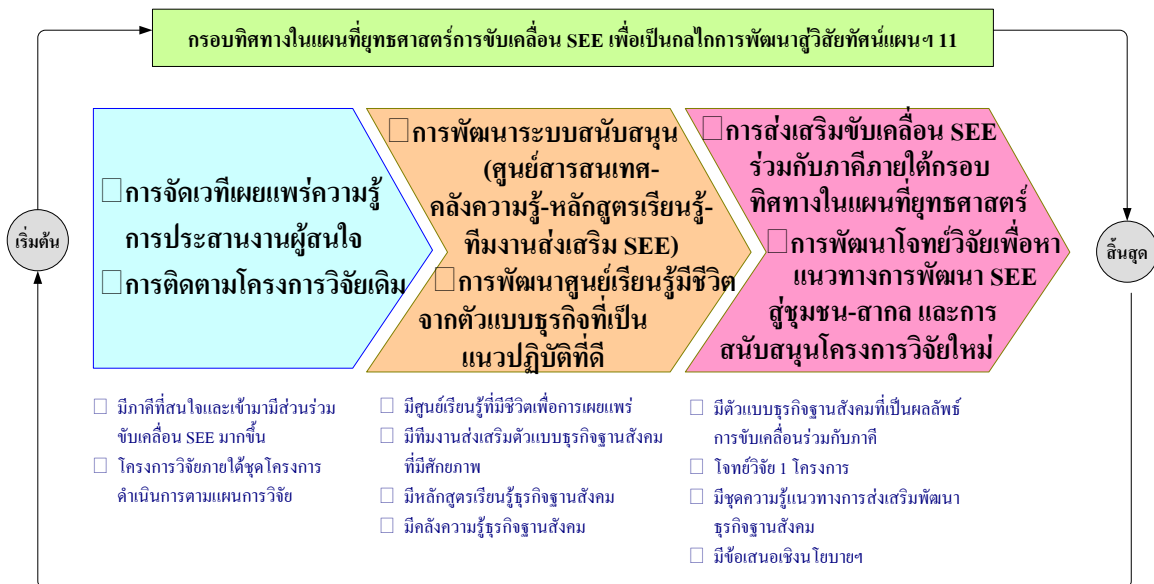 กรอบทิศทางในแผนที่ยุทธศาสตร์การขับเคลื่อน SEE เพื่อเป็นกลไกการพัฒนาสู่วิสัยทัศน์แผนฯ 11
เริ่มต้น
□การจัดเวทีเผยแพร่ความรู้
การประสานงานผู้สนใจ
□การติดตามโครงการวิจัยเดิม
□การพัฒนาระบบสนับสนุน
(ศูนย์สารสนเทศ-
คลังความรู้-หลักสูตรเรียนรู้-
ทีมงานส่งเสริม SEE)
□การพัฒนาศูนย์เรียนรู้มีชีวิต
จากตัวแบบธุรกิจที่เป็น
แนวปฏิบัติที่ดี
□การส่งเสริมขับเคลื่อน SEE
ร่วมกับภาคีภายใต้กรอบ
ทิศทางในแผนที่ยุทธศาสตร์
□การพัฒนาโจทย์วิจัยเพื่อหา
แนวทางการพัฒนา SEE
สู่ชุมชน-สากล และการ
สนับสนุนโครงการวิจัยใหม่
สิ้นสุด
□ มีภาคีที่สนใจและเข้ามามีส่วนร่วม
ขับเคลื่อน SEE มากขึ้น
□ โครงการวิจัยภายใต้ชุดโครงการ
ดำเนินการตามแผนการวิจัย
□ มีศูนย์เรียนรู้ที่มีชีวิตเพื่อการเผยแพร่
□ มีทีมงานส่งเสริมตัวแบบธุรกิจฐานสังคม
ที่มีศักยภาพ
□ มีหลักสูตรเรียนรู้ธุรกิจฐานสังคม
□ มีคลังความรู้ธุรกิจฐานสังคม
□ มีตัวแบบธุรกิจฐานสังคมที่เป็นผลลัพธ์
การขับเคลื่อนร่วมกับภาคี
□ โจทย์วิจัย 1 โครงการ
□ มีชุดความรู้แนวทางการส่งเสริมพัฒนา
ธุรกิจฐานสังคม
□ มีข้อเสนอเชิงนโยบายฯ